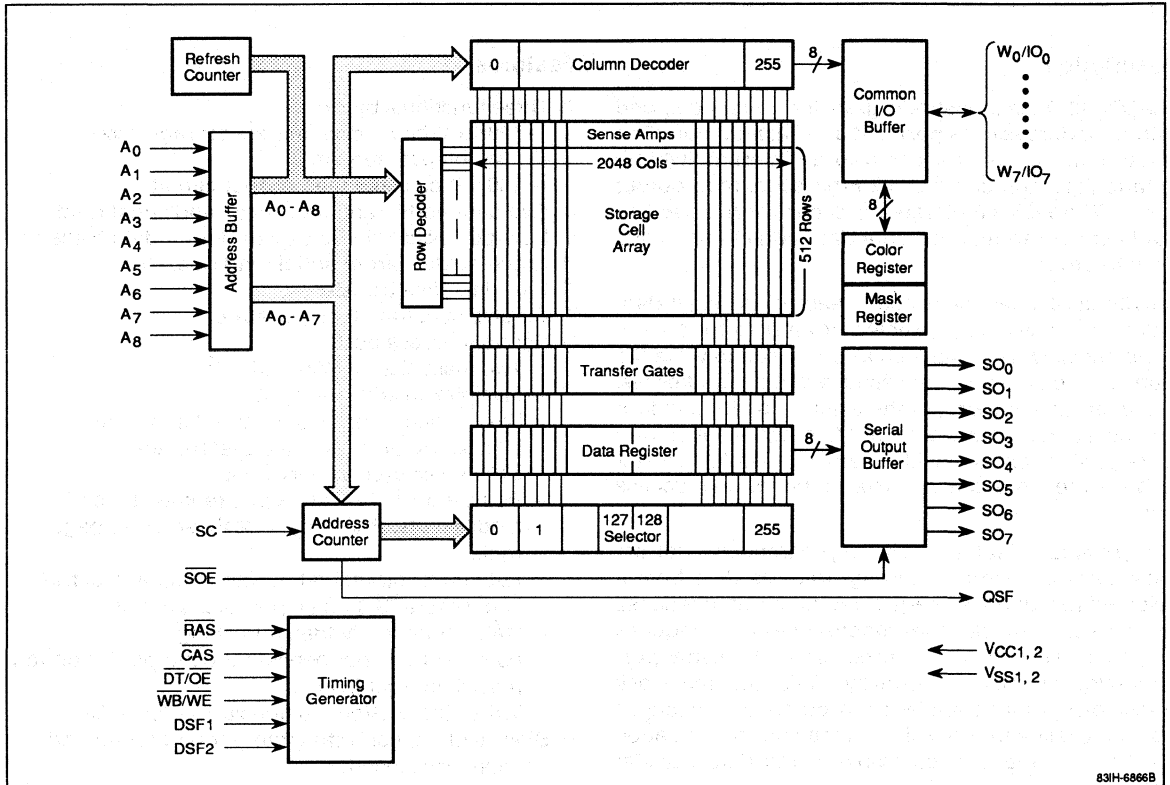 Refresh
Counter
A0
A1
A2
A3
A4
A5
A6
A7
A8
Address Buffer
A0 - A8
A0 - A7
Row Decoder
0
Column Decoder
255
Sense Amps
2048 Cols
Storage
Cell
Array
512 Rows
Transfer Gates
Data Register
0
1
127
128
Selector
255
8
Common
I/O
Buffer
W0/IO0
W7/IO7
8
Color
Register
Mask
Register
8
Serial
Output
Buffer
SO0
SO1
SO2
SO3
SO4
SO5
SO6
SO7
SC
Address
Counter
SOE
QSF
RAS
CAS
DT/OE
WB/WE
DSF1
DSF2
Timing
Generator
VCC1, 2
VSS1, 2
83IH-6866B